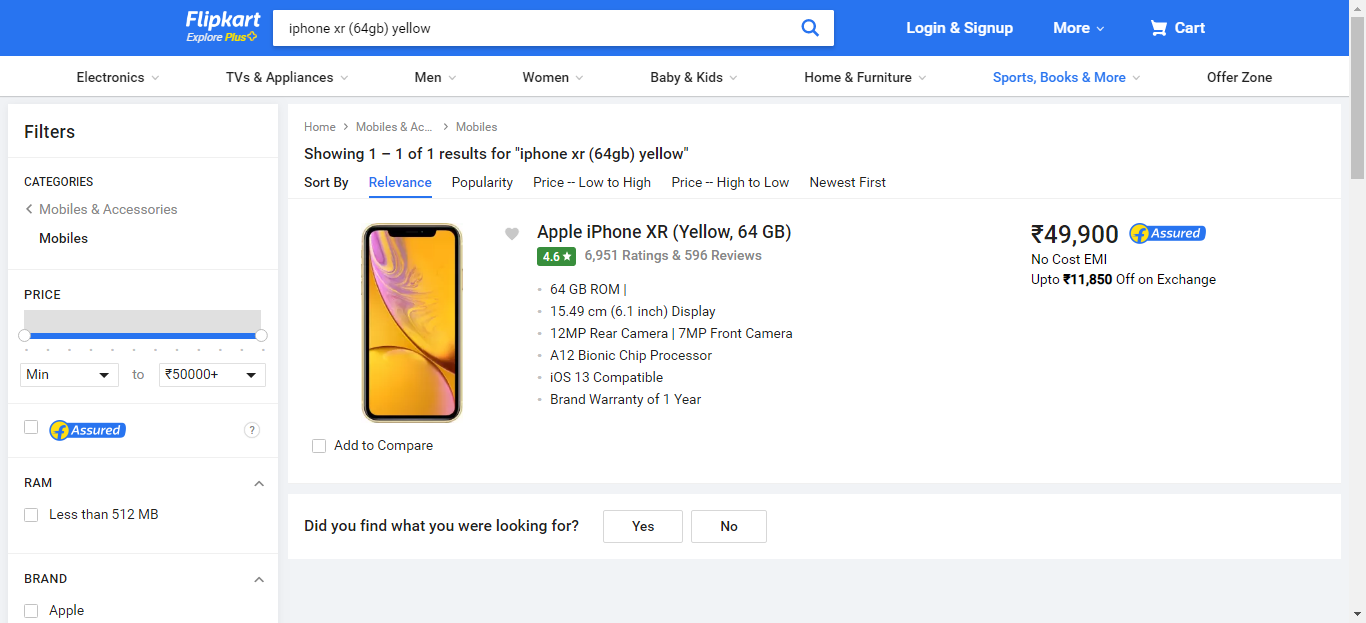 Flipkart
Explore Plus
iphone xr (64gb) yellow
Login & Signup
More
Cart
Electronics
TVs & Appliances
Men
Women
Baby & Kids
Home & Furniture
Sports, Books & More
Offer Zone
Filters
CATEGORIES
Mobiles & Accessories
Mobiles
PRICE
Min
to
₹50000+
Assured
?
RAM
Less than 512 MB
BRAND
Apple
Home
Mobiles & Ac...
Mobiles
Showing 1 – 1 of 1 results for "iphone xr (64gb) yellow"
Sort By
Relevance
Popularity
Price -- Low to High
Price -- High to Low
Newest First
Apple iPhone XR (Yellow, 64 GB)
4.6★ 6,951 Ratings & 596 Reviews
64 GB ROM |
15.49 cm (6.1 inch) Display
12MP Rear Camera | 7MP Front Camera
A12 Bionic Chip Processor
iOS 13 Compatible
Brand Warranty of 1 Year
₹49,900
Assured
No Cost EMI
Upto ₹11,850 Off on Exchange
Add to Compare
Did you find what you were looking for?
Yes
No